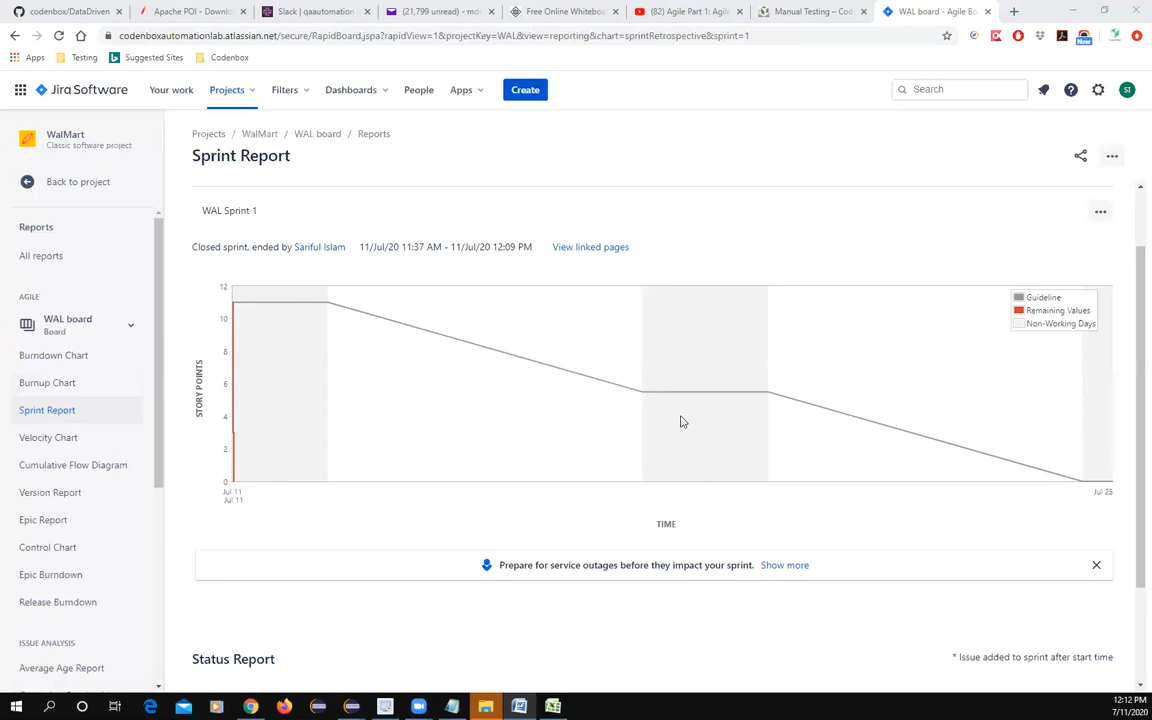 codenbox/DataDriven
Apache POI - Downlo
Slack | qaautomation
(21,799 unread) - mds
Free Online Whiteboa
(82) Agile Part 1: Agile
Manual Testing – Cod
WAL board - Agile Bo
codenboxautomationlab.atlassian.net/secure/RapidBoard.jspa?rapidView=1&projectKey=WAL&view=reporting&chart=sprintRetrospective&sprint=1
Apps
Testing
Suggested Sites
Codenbox
New
Jira Software
Your work
Projects
Filters
Dashboards
People
Apps
Create
Search
SI
WalMart
Classic software project
Back to project
Reports
All reports
AGILE
WAL board
Board
Burndown Chart
Burnup Chart
Sprint Report
Velocity Chart
Cumulative Flow Diagram
Version Report
Epic Report
Control Chart
Epic Burndown
Release Burndown
ISSUE ANALYSIS
Average Age Report
Projects / WalMart / WAL board / Reports
Sprint Report
WAL Sprint 1
Closed sprint, ended by Sariful Islam 11/Jul/20 11:37 AM - 11/Jul/20 12:09 PM View linked pages
STORY POINTS
12
10
8
6
4
2
0
Guideline
Remaining Values
Non-Working Days
Jul 11
Jul 11
Jul 25
TIME
Prepare for service outages before they impact your sprint. Show more
Status Report
* Issue added to sprint after start time
12:12 PM
7/11/2020